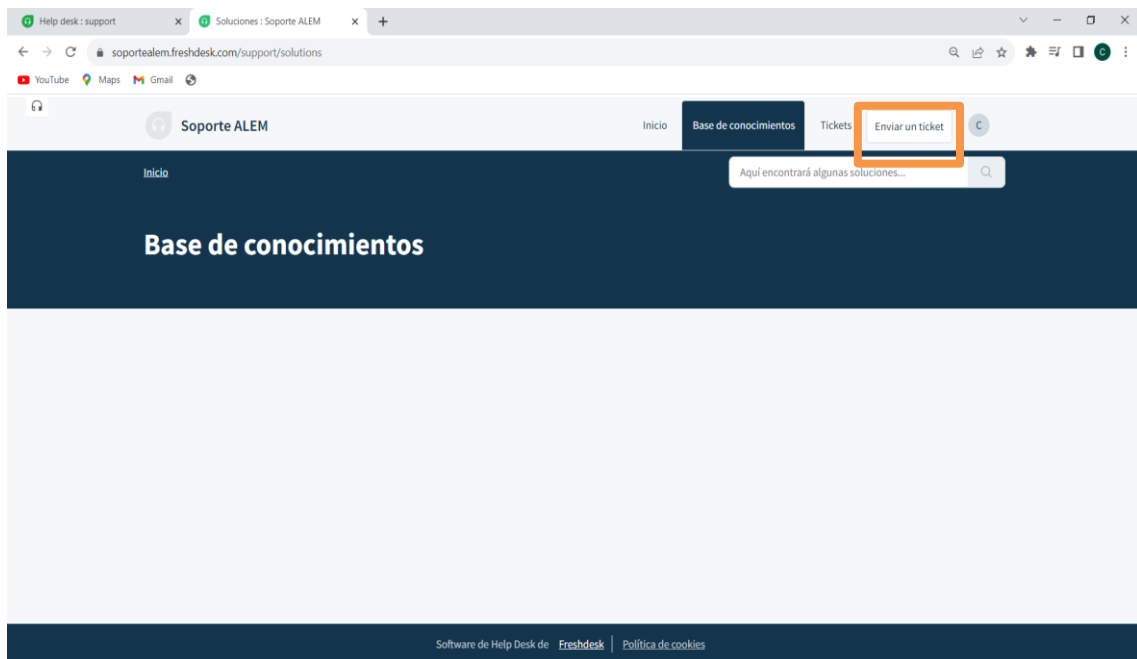 Help desk : support
Soluciones : Soporte ALEM
soportealem.freshdesk.com/support/solutions
C
YouTube
Maps
Gmail
Soporte ALEM
Inicio
Base de conocimientos
Tickets
Enviar un ticket
C
Inicio
Aquí encontrará algunas soluciones...
Base de conocimientos
Software de Help Desk de Freshdesk
Política de cookies